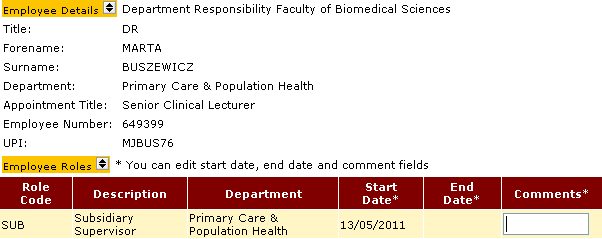 Employee Details Department Responsibility Faculty of Biomedical Sciences
Title: DR
Forename: MARTA
Surname: BUSZEWICZ
Department: Primary Care & Population Health
Appointment Title: Senior Clinical Lecturer
Employee Number: 649399
UPI: MJBUS76
Employee Roles * You can edit start date, end date and comment fields
Role Code Description Department Start Date* End Date* Comments*
SUB Subsidiary Supervisor Primary Care & Population Health 13/05/2011